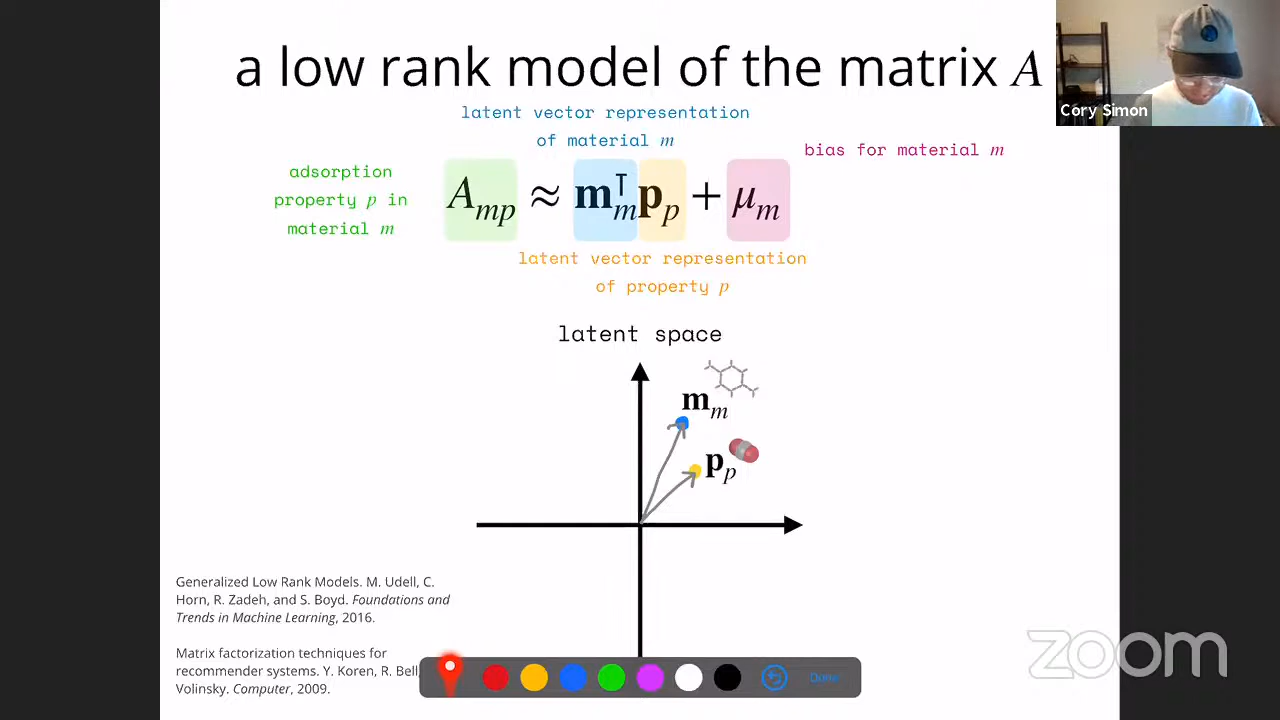 a low rank model of the matrix A
Cory Simon
latent vector representation
of material m
bias for material m
adsorption
property p in
material m
A_mp ≈ m_m^T p_p + μ_m
latent vector representation
of property p
latent space
m_m
p_p
Generalized Low Rank Models. M. Udell, C.
Horn, R. Zadeh, and S. Boyd. Foundations and
Trends in Machine Learning, 2016.
Matrix factorization techniques for
recommender systems. Y. Koren, R. Bell,
Volinsky. Computer, 2009.
Done
zoom